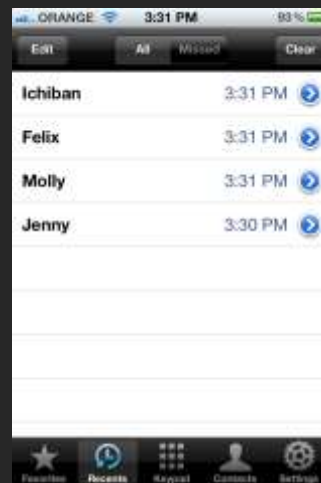 ORANGE 3:31 PM 93%
Edit All Missed Clear
Ichiban 3:31 PM
Felix 3:31 PM
Molly 3:31 PM
Jenny 3:30 PM
Favorites Recents Keypad Contacts Settings